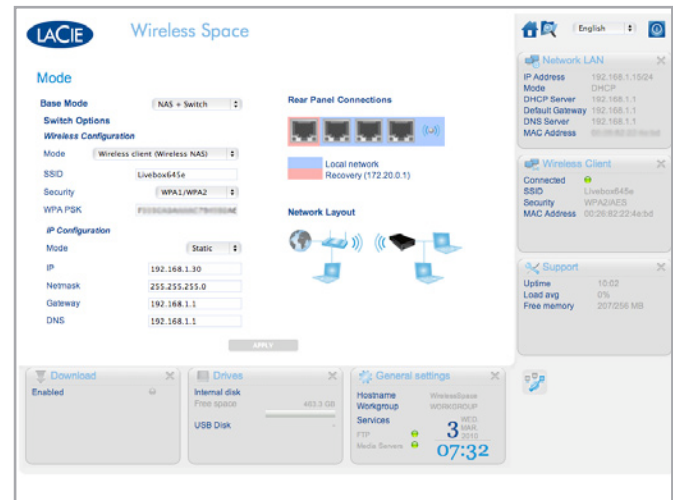 LACIE
Wireless Space
English
Mode
Base Mode NAS + Switch
Switch Options
Wireless Configuration
Mode Wireless client (Wireless NAS)
SSID Livebox645e
Security WPA1/WPA2
WPA PSK
IP Configuration
Mode Static
IP 192.168.1.30
Netmask 255.255.255.0
Gateway 192.168.1.1
DNS 192.168.1.1
APPLY
Rear Panel Connections
Local network
Recovery (172.20.0.1)
Network Layout
Network LAN
IP Address 192.168.1.15/24
Mode DHCP
DHCP Server 192.168.1.1
Default Gateway 192.168.1.1
DNS Server 192.168.1.1
MAC Address
Wireless Client
Connected
SSID Livebox645e
Security WPA2/AES
MAC Address 00:26:82:22:4e:5d
Support
Uptime 10:02
Load avg 0%
Free memory 207/256 MB
Download
Enabled
Drives
Internal disk
Free space 463.3 GB
USB Disk -
General settings
Hostname WirelessSpace
Workgroup WORKGROUP
Services
FTP
Media Servers
3 WED. MAR. 2010
07:32